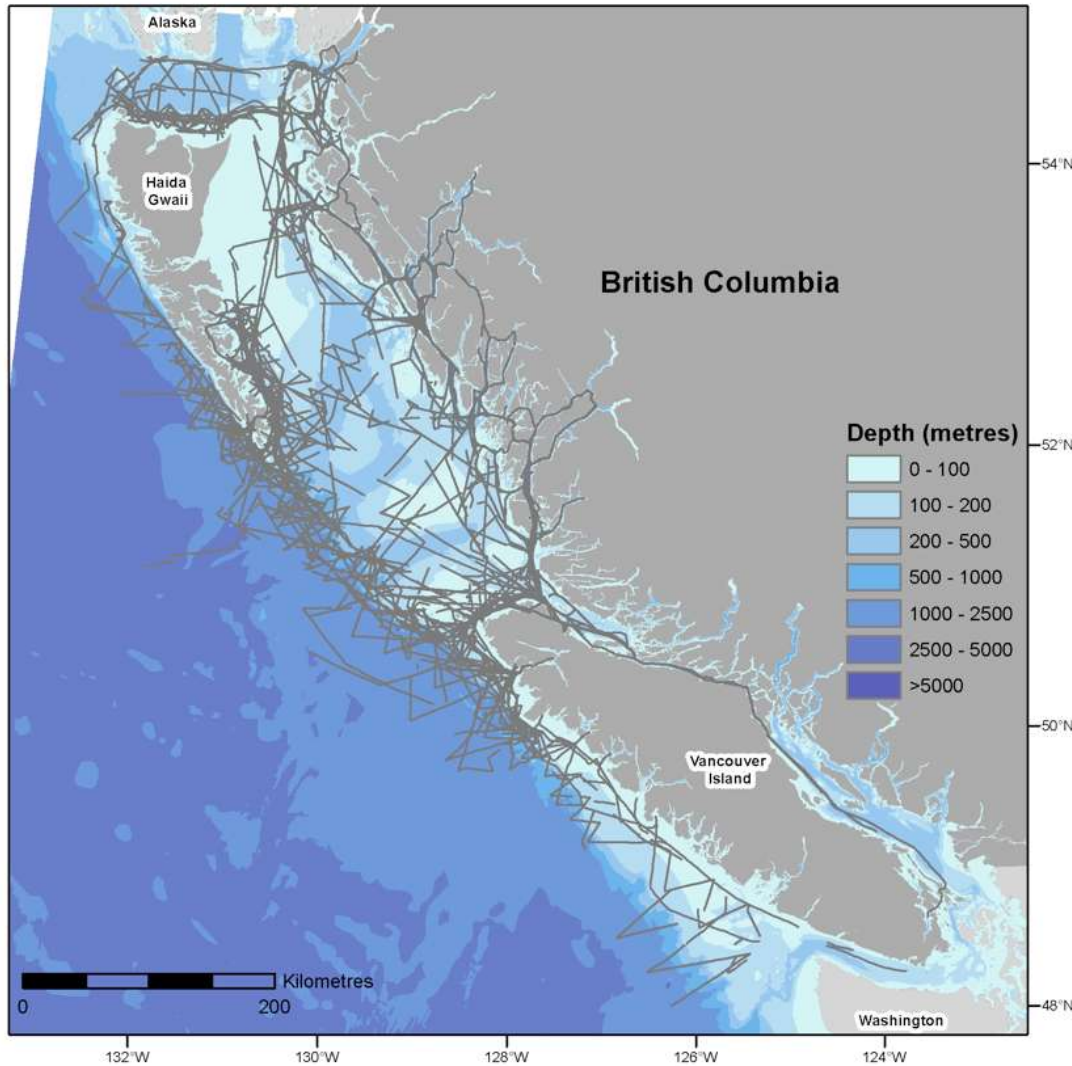 Alaska
54°N
Haida
Gwaii
British Columbia
Depth (metres)
0 - 100
52°N
100 - 200
200 - 500
500 - 1000
1000 - 2500
2500 - 5000
>5000
50°N
Vancouver
Island
Kilometres
0
200
48°N
Washington
132°W
130°W
128°W
126°W
124°W